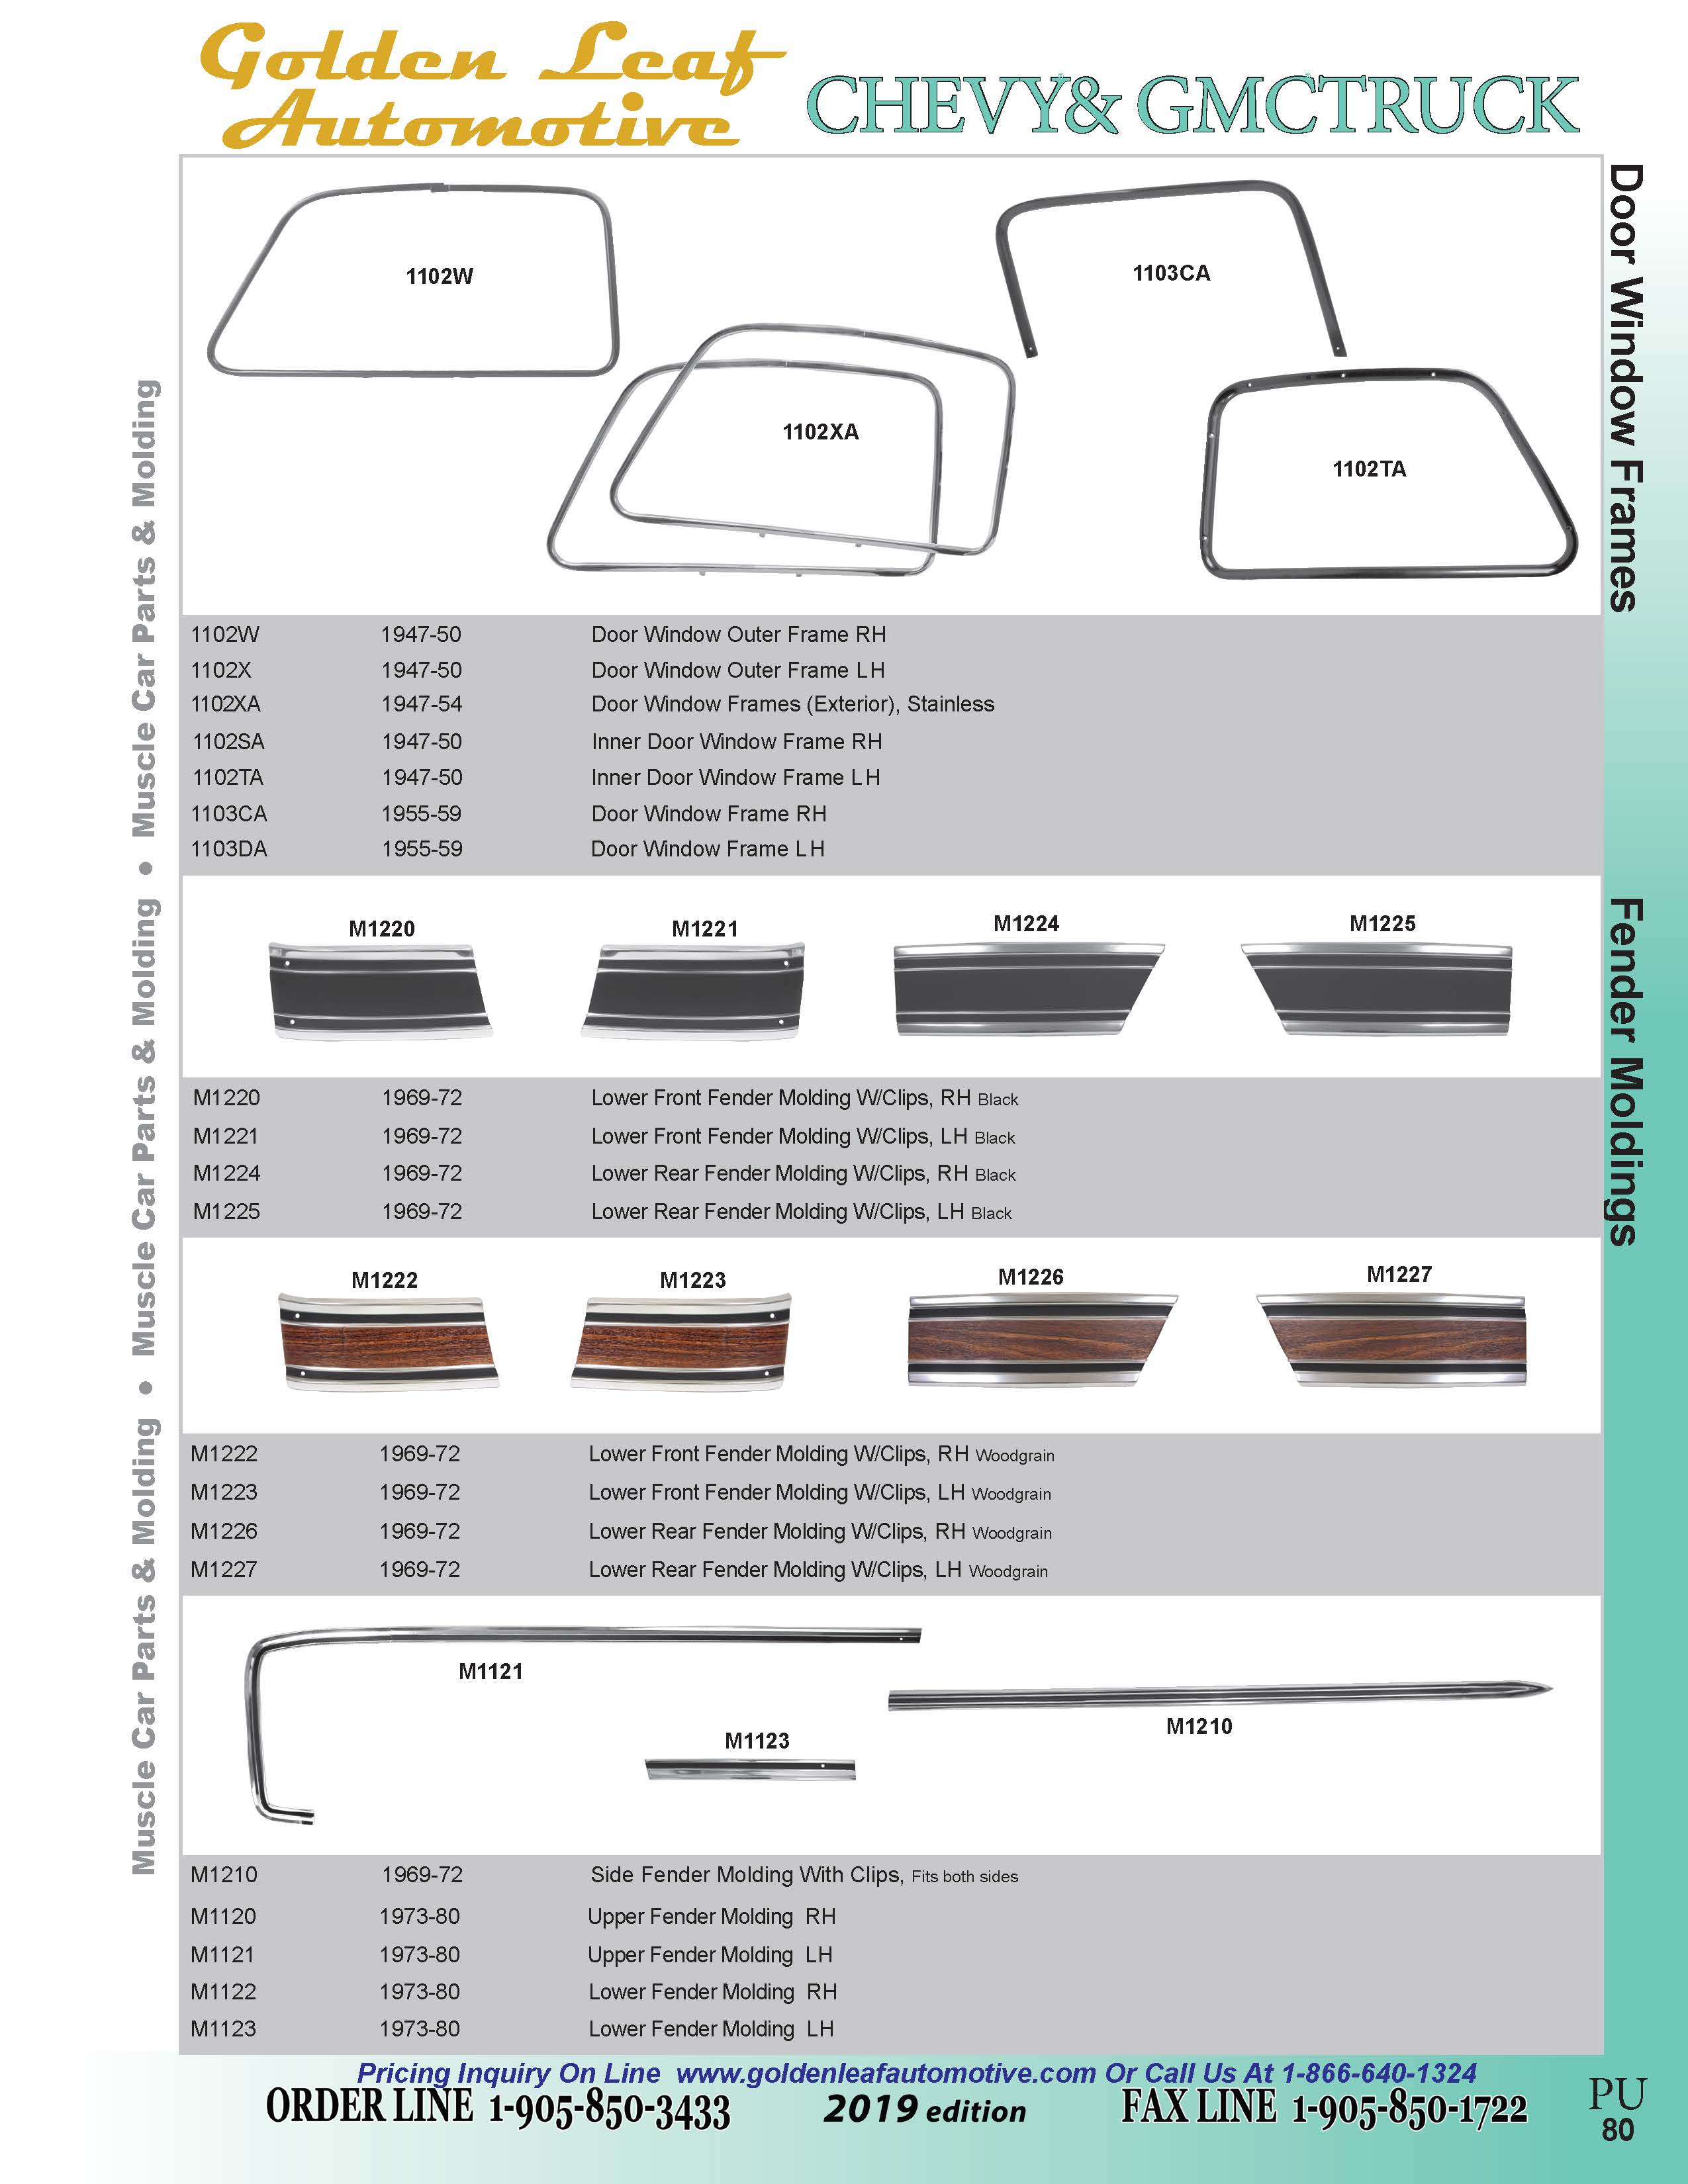 Golden Leaf
Automotive
CHEVY& GMCTRUCK
Door Window Frames
1102W
1103CA
1102XA
1102TA
1102W 1947-50 Door Window Outer Frame RH
1102X 1947-50 Door Window Outer Frame LH
1102XA 1947-54 Door Window Frames (Exterior), Stainless
1102SA 1947-50 Inner Door Window Frame RH
1102TA 1947-50 Inner Door Window Frame LH
1103CA 1955-59 Door Window Frame RH
1103DA 1955-59 Door Window Frame LH
Fender Moldings
M1220 M1221 M1224 M1225
M1220 1969-72 Lower Front Fender Molding W/Clips, RH Black
M1221 1969-72 Lower Front Fender Molding W/Clips, LH Black
M1224 1969-72 Lower Rear Fender Molding W/Clips, RH Black
M1225 1969-72 Lower Rear Fender Molding W/Clips, LH Black
M1222 M1223 M1226 M1227
M1222 1969-72 Lower Front Fender Molding W/Clips, RH Woodgrain
M1223 1969-72 Lower Front Fender Molding W/Clips, LH Woodgrain
M1226 1969-72 Lower Rear Fender Molding W/Clips, RH Woodgrain
M1227 1969-72 Lower Rear Fender Molding W/Clips, LH Woodgrain
M1121
M1123
M1210
M1210 1969-72 Side Fender Molding With Clips, Fits both sides
M1120 1973-80 Upper Fender Molding RH
M1121 1973-80 Upper Fender Molding LH
M1122 1973-80 Lower Fender Molding RH
M1123 1973-80 Lower Fender Molding LH
Muscle Car Parts & Molding • Muscle Car Parts & Molding • Muscle Car Parts & Molding
Pricing Inquiry On Line www.goldenleafautomotive.com Or Call Us At 1-866-640-1324
ORDER LINE 1-905-850-3433 2019 edition FAX LINE 1-905-850-1722
PU
80